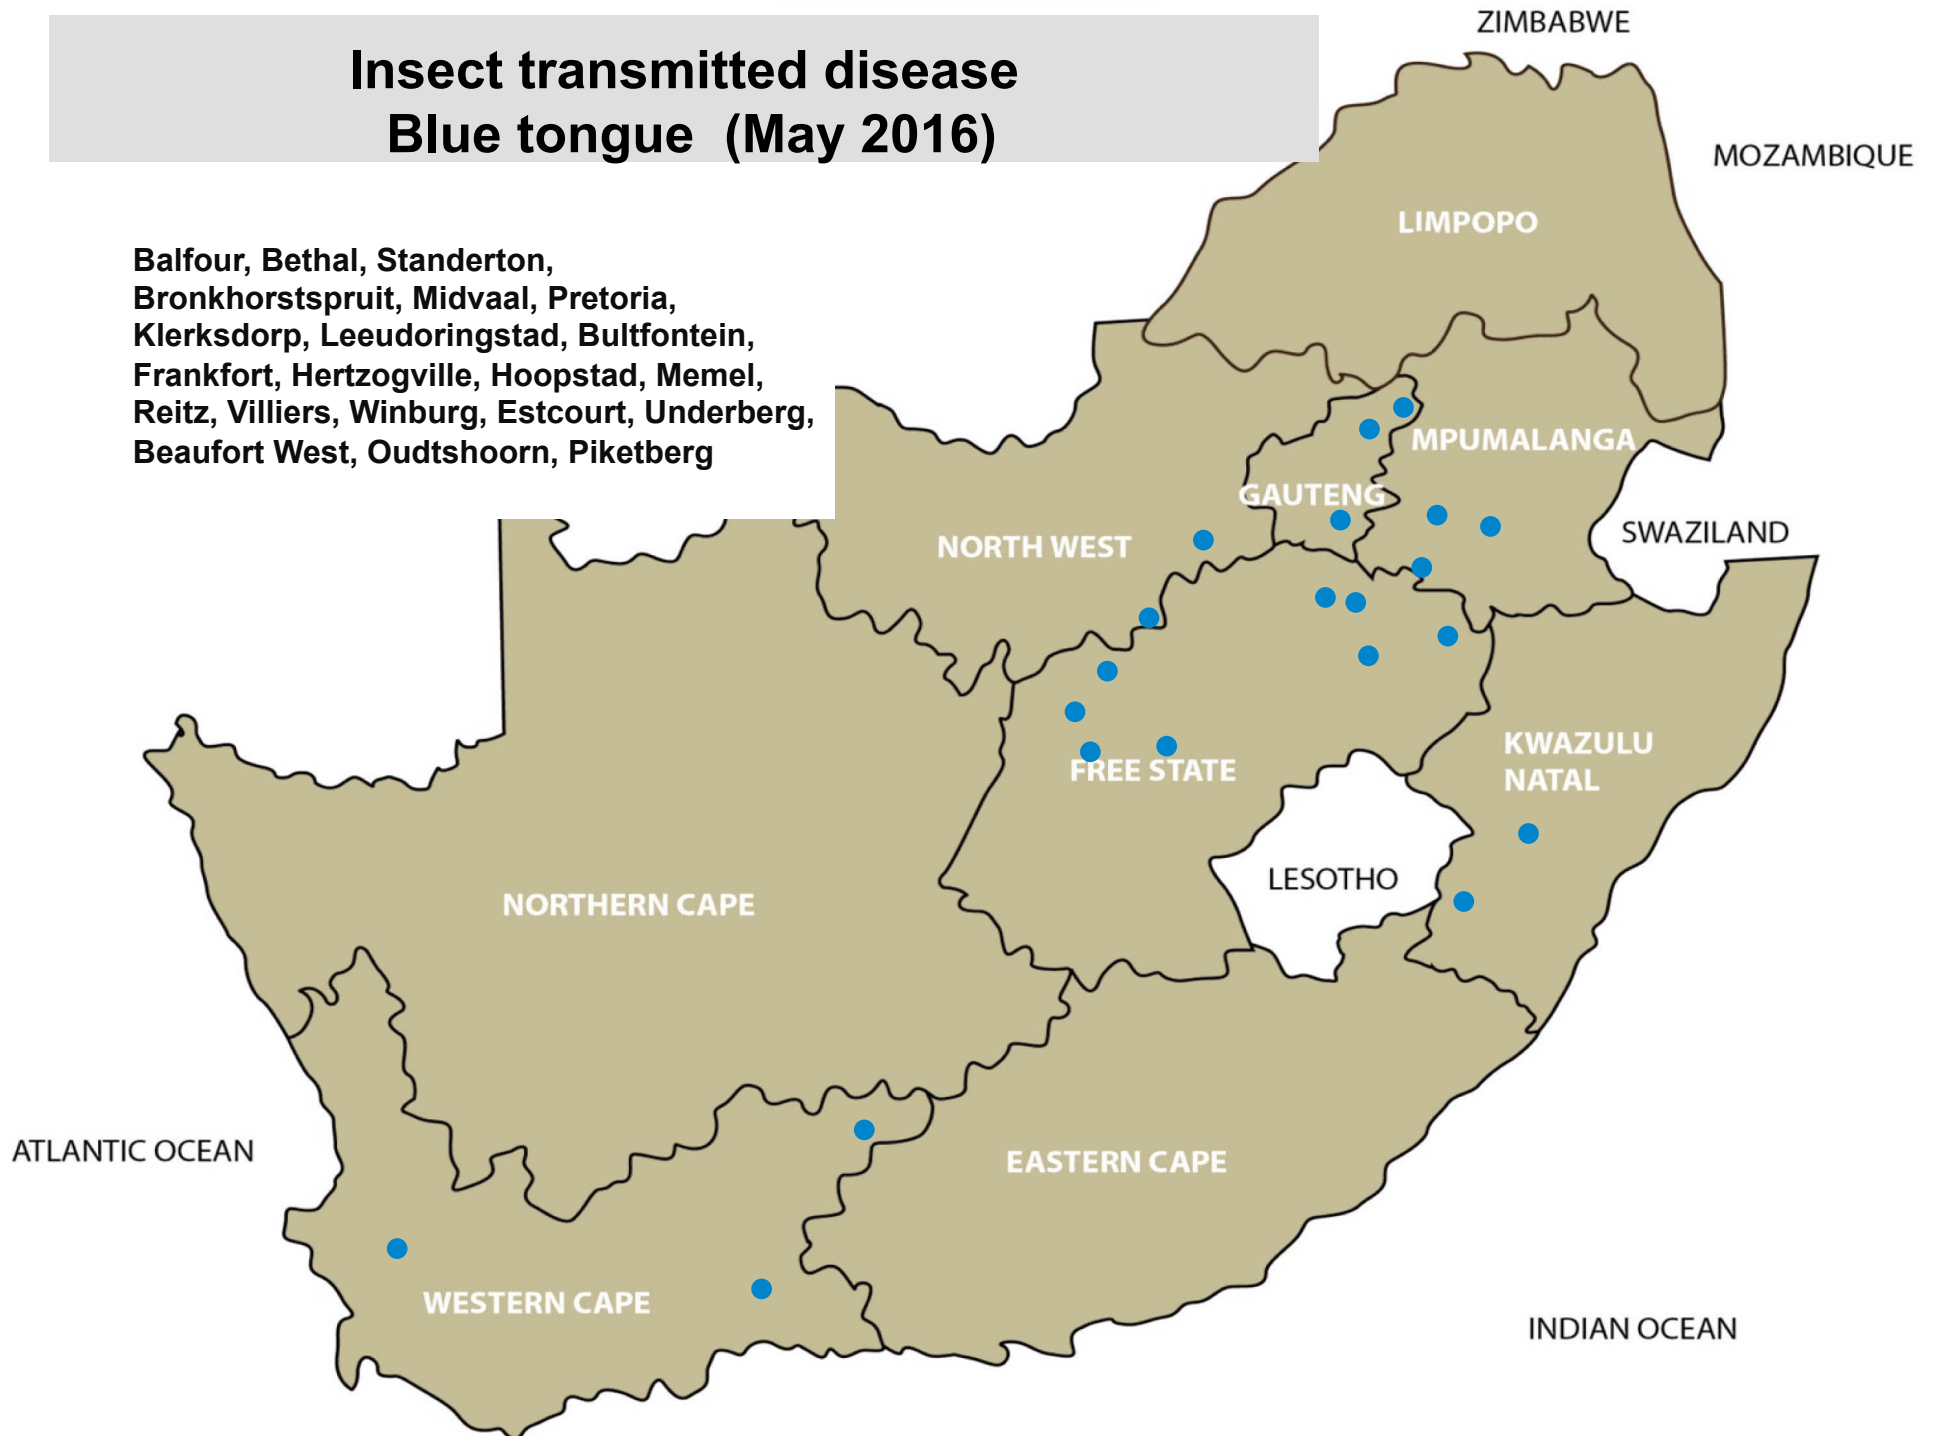 Insect transmitted disease
Blue tongue (May 2016)
Balfour, Bethal, Standerton,
Bronkhorstspruit, Midvaal, Pretoria,
Klerksdorp, Leeudoringstad, Bultfontein,
Frankfort, Hertzogville, Hoopstad, Memel,
Reitz, Villiers, Winburg, Estcourt, Underberg,
Beaufort West, Oudtshoorn, Piketberg
ZIMBABWE
MOZAMBIQUE
LIMPOPO
MPUMALANGA
GAUTENG
SWAZILAND
NORTH WEST
KWAZULU
NATAL
FREE STATE
LESOTHO
NORTHERN CAPE
ATLANTIC OCEAN
EASTERN CAPE
WESTERN CAPE
INDIAN OCEAN